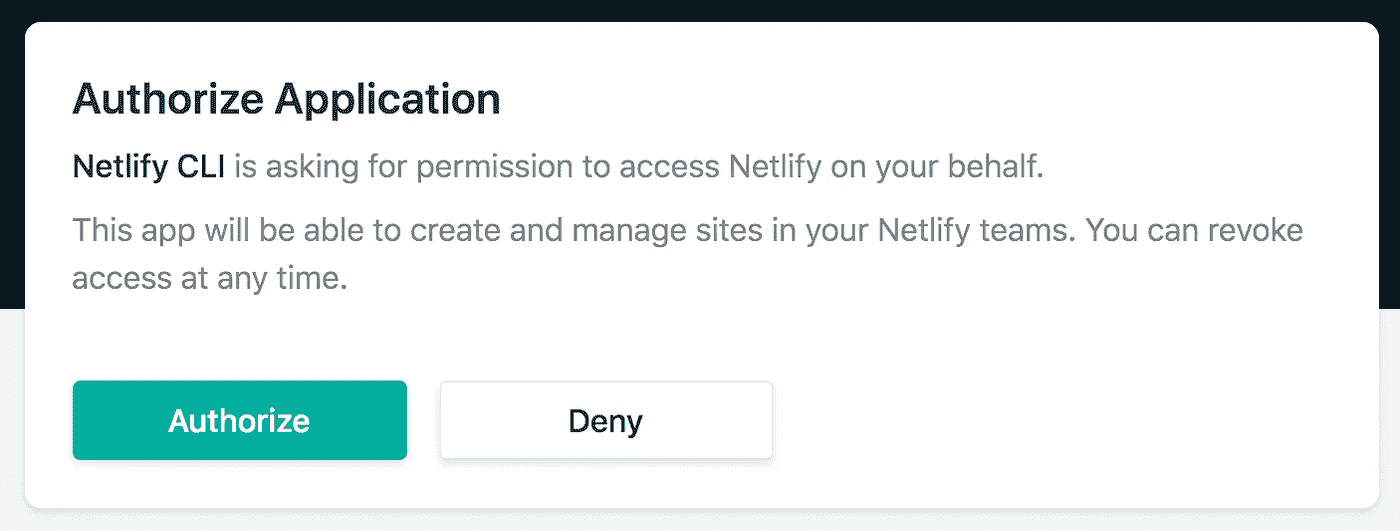 Authorize Application
Netlify CLI is asking for permission to access Netlify on your behalf.
This app will be able to create and manage sites in your Netlify teams. You can revoke
access at any time.
Authorize
Deny